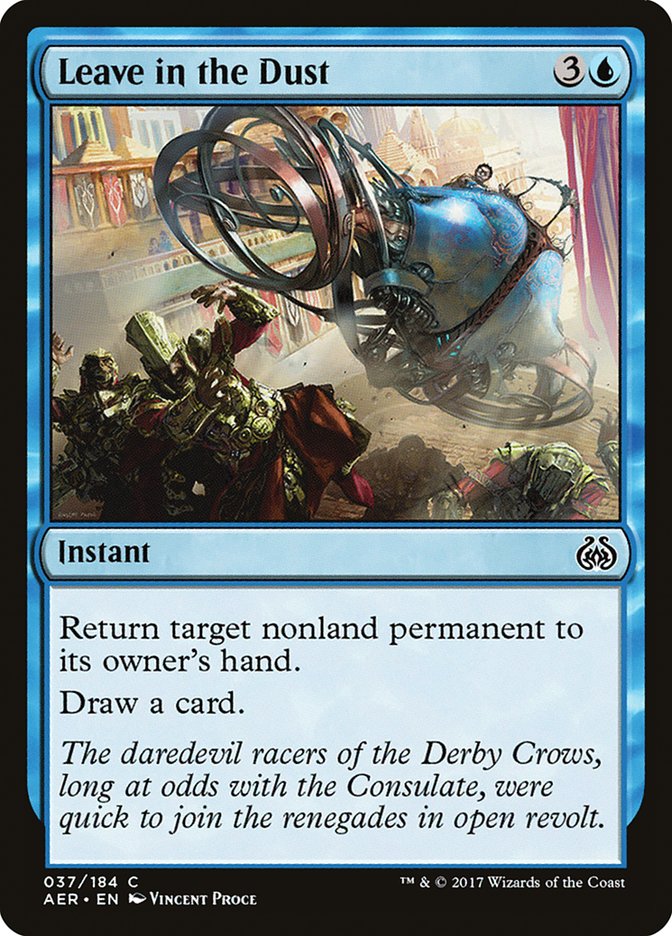 Leave in the Dust
3
Instant
Return target nonland permanent to
its owner's hand.
Draw a card.
The daredevil racers of the Derby Crows,
long at odds with the Consulate, were
quick to join the renegades in open revolt.
037/184 C
™ & © 2017 Wizards of the Coast
AER • EN Vincent Proce